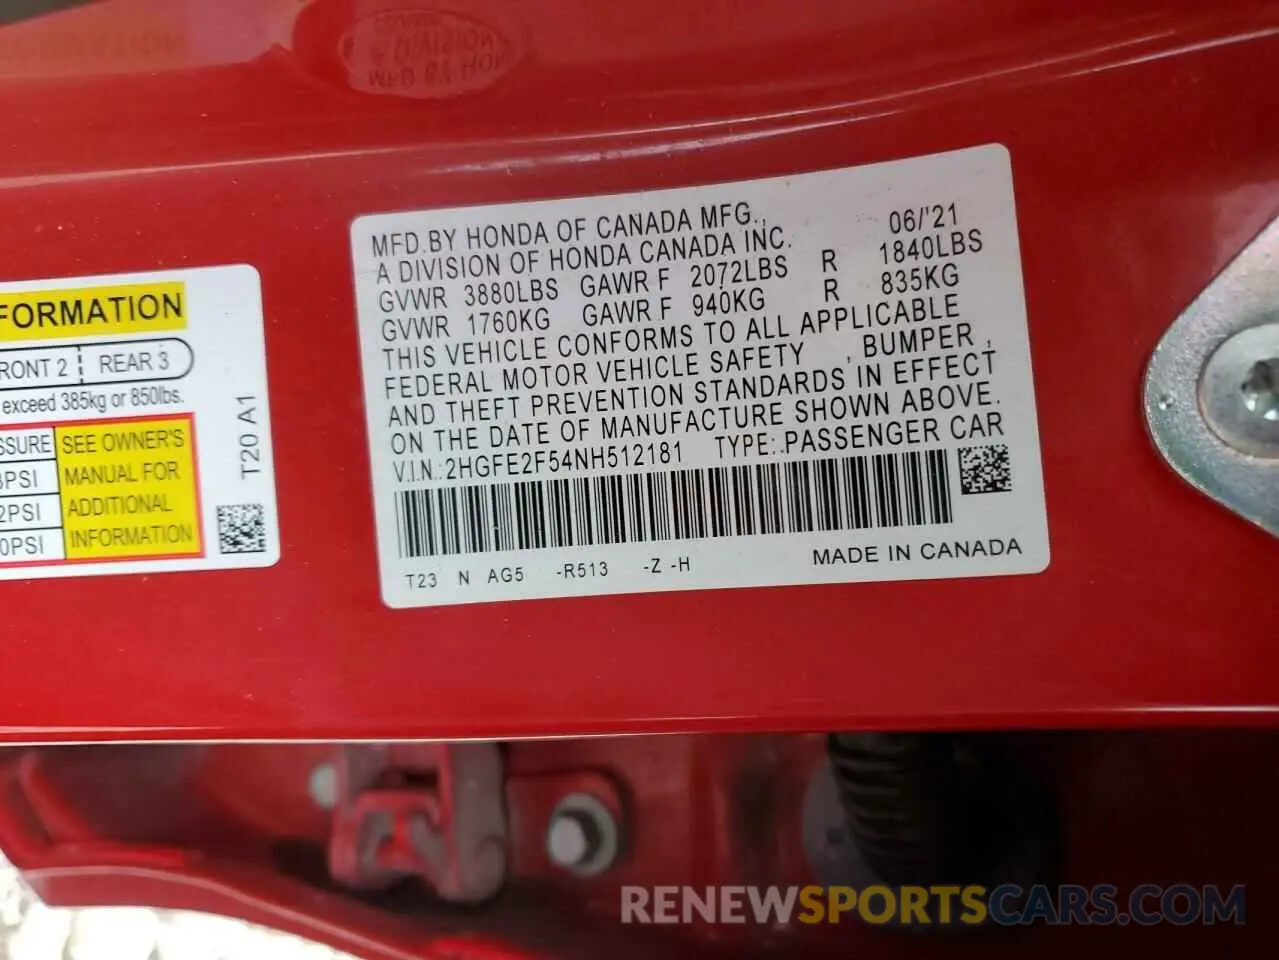 MFD.BY HONDA OF CANADA MFG., 06/'21
A DIVISION OF HONDA CANADA INC.
GVWR 3880LBS GAWR F 2072LBS R 1840LBS
GVWR 1760KG GAWR F 940KG R 835KG
THIS VEHICLE CONFORMS TO ALL APPLICABLE
FEDERAL MOTOR VEHICLE SAFETY , BUMPER ,
AND THEFT PREVENTION STANDARDS IN EFFECT
ON THE DATE OF MANUFACTURE SHOWN ABOVE.
V.I.N.: 2HGFE2F54NH512181 TYPE: PASSENGER CAR
T23 N AG5 -R513 -Z -H MADE IN CANADA
FORMATION
RONT 2 REAR 3
exceed 385kg or 850lbs.
SSURE SEE OWNER'S
PSI MANUAL FOR
2PSI ADDITIONAL
0PSI INFORMATION
T20 A1
RENEWSPORTSCARS.COM